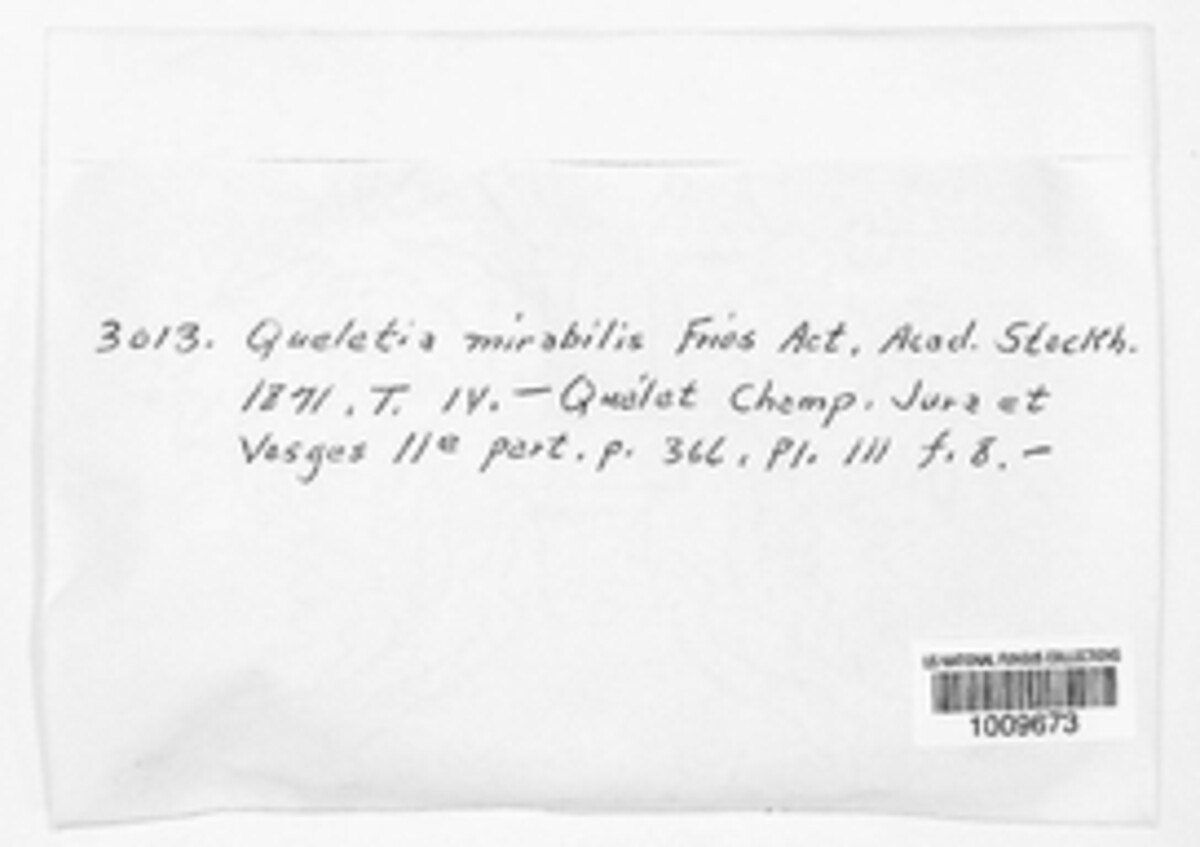 3013. Queletia mirabilis Fries Act. Acad. Stockh.
1871. T. IV. — Quélet Champ. Jura et
Vosges IIe part. p. 366. Pl. III f. 8. —
US NATIONAL FUNGUS COLLECTIONS
1009673